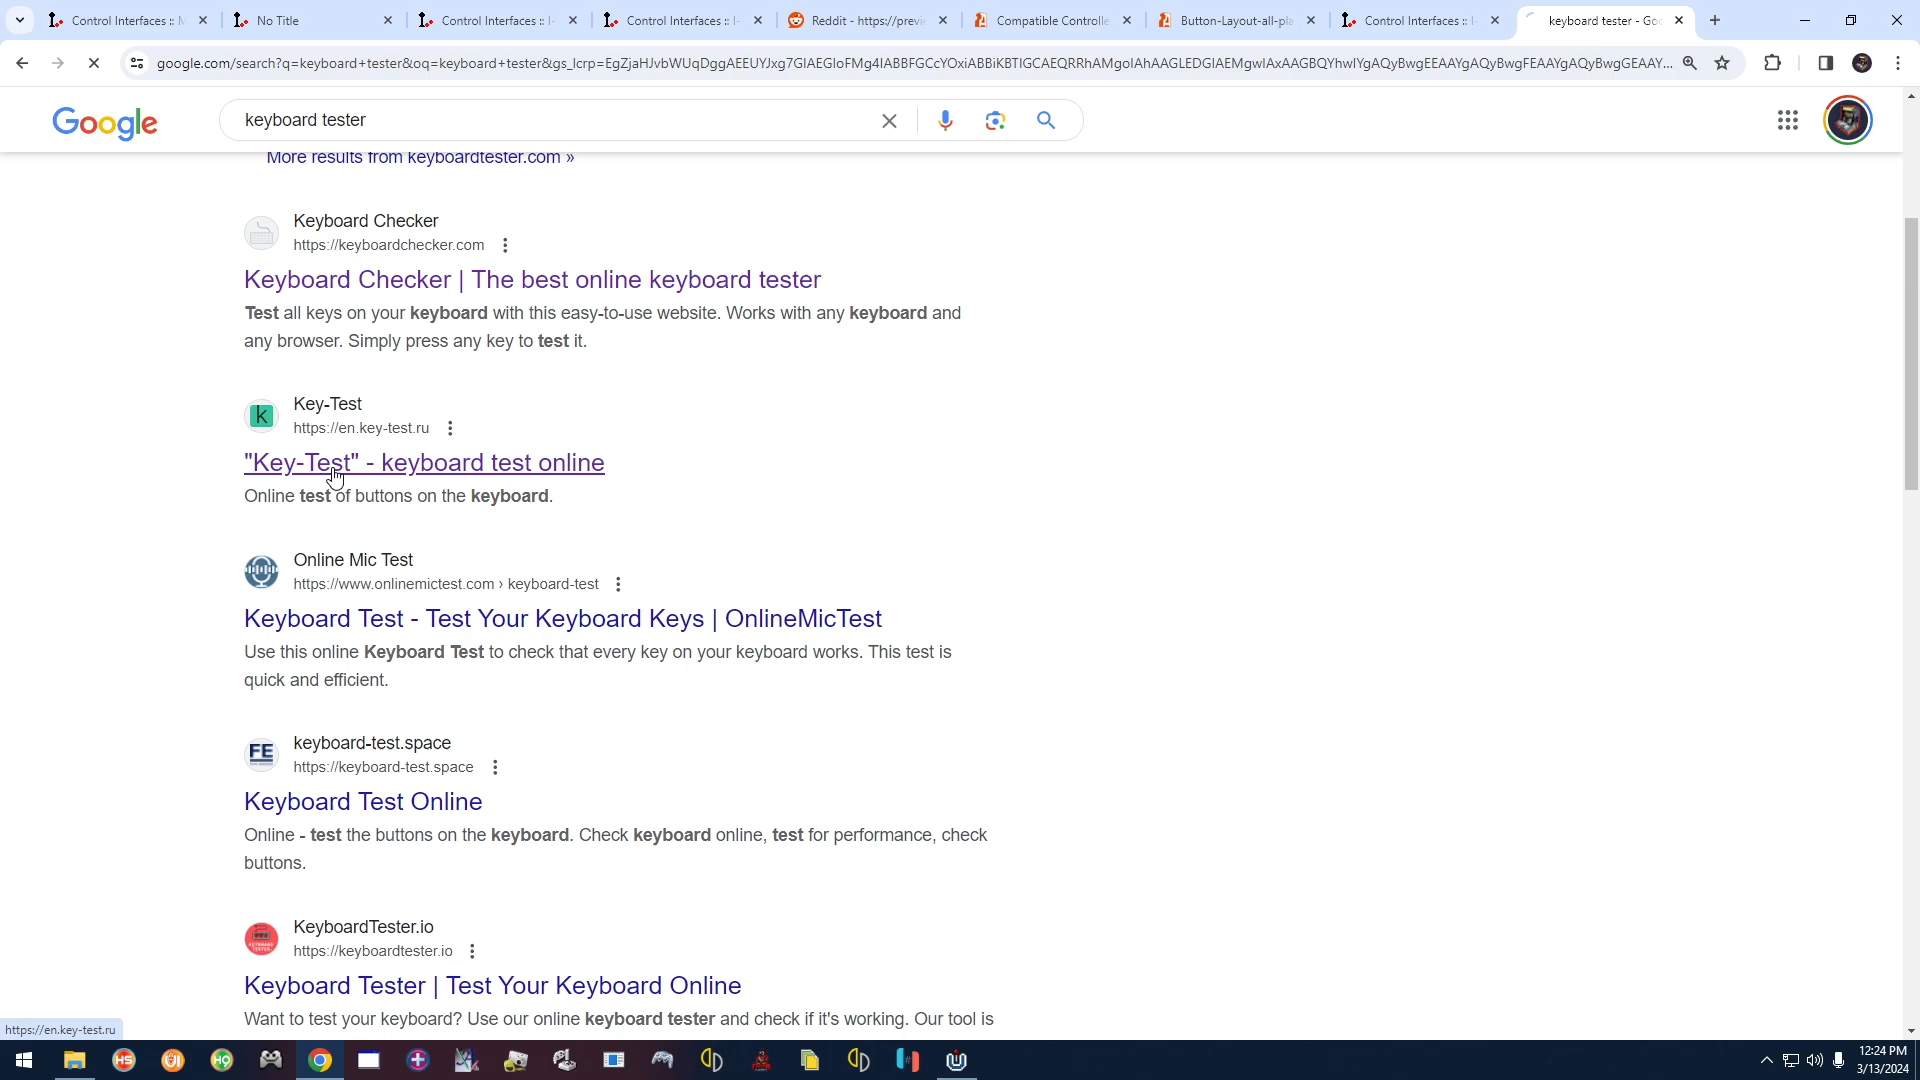 Control Interfaces :: M
No Title
Control Interfaces :: I-
Control Interfaces :: I-
Reddit - https://previe
Compatible Controlle
Button-Layout-all-pla
Control Interfaces :: I-
keyboard tester - Goo
google.com/search?q=keyboard+tester&oq=keyboard+tester&gs_lcrp=EgZjaHJvbWUqDggAEEUYJxg7GIAEGIoFMg4IABBFGCcYOxiABBiKBTIGCAEQRRhAMgoIAhAAGLEDGIAEMgwIAxAAGBQYhwIYgAQyBwgEEAAYgAQyBwgFEAAYgAQyBwgGEAAY...
Google
keyboard tester
More results from keyboardtester.com »
Keyboard Checker
https://keyboardchecker.com
Keyboard Checker | The best online keyboard tester
Test all keys on your keyboard with this easy-to-use website. Works with any keyboard and
any browser. Simply press any key to test it.
k
Key-Test
https://en.key-test.ru
"Key-Test" - keyboard test online
Online test of buttons on the keyboard.
Online Mic Test
https://www.onlinemictest.com › keyboard-test
Keyboard Test - Test Your Keyboard Keys | OnlineMicTest
Use this online Keyboard Test to check that every key on your keyboard works. This test is
quick and efficient.
FE
keyboard-test.space
https://keyboard-test.space
Keyboard Test Online
Online - test the buttons on the keyboard. Check keyboard online, test for performance, check
buttons.
KeyboardTester.io
https://keyboardtester.io
Keyboard Tester | Test Your Keyboard Online
Want to test your keyboard? Use our online keyboard tester and check if it's working. Our tool is
https://en.key-test.ru
HS
HQ
12:24 PM
3/13/2024